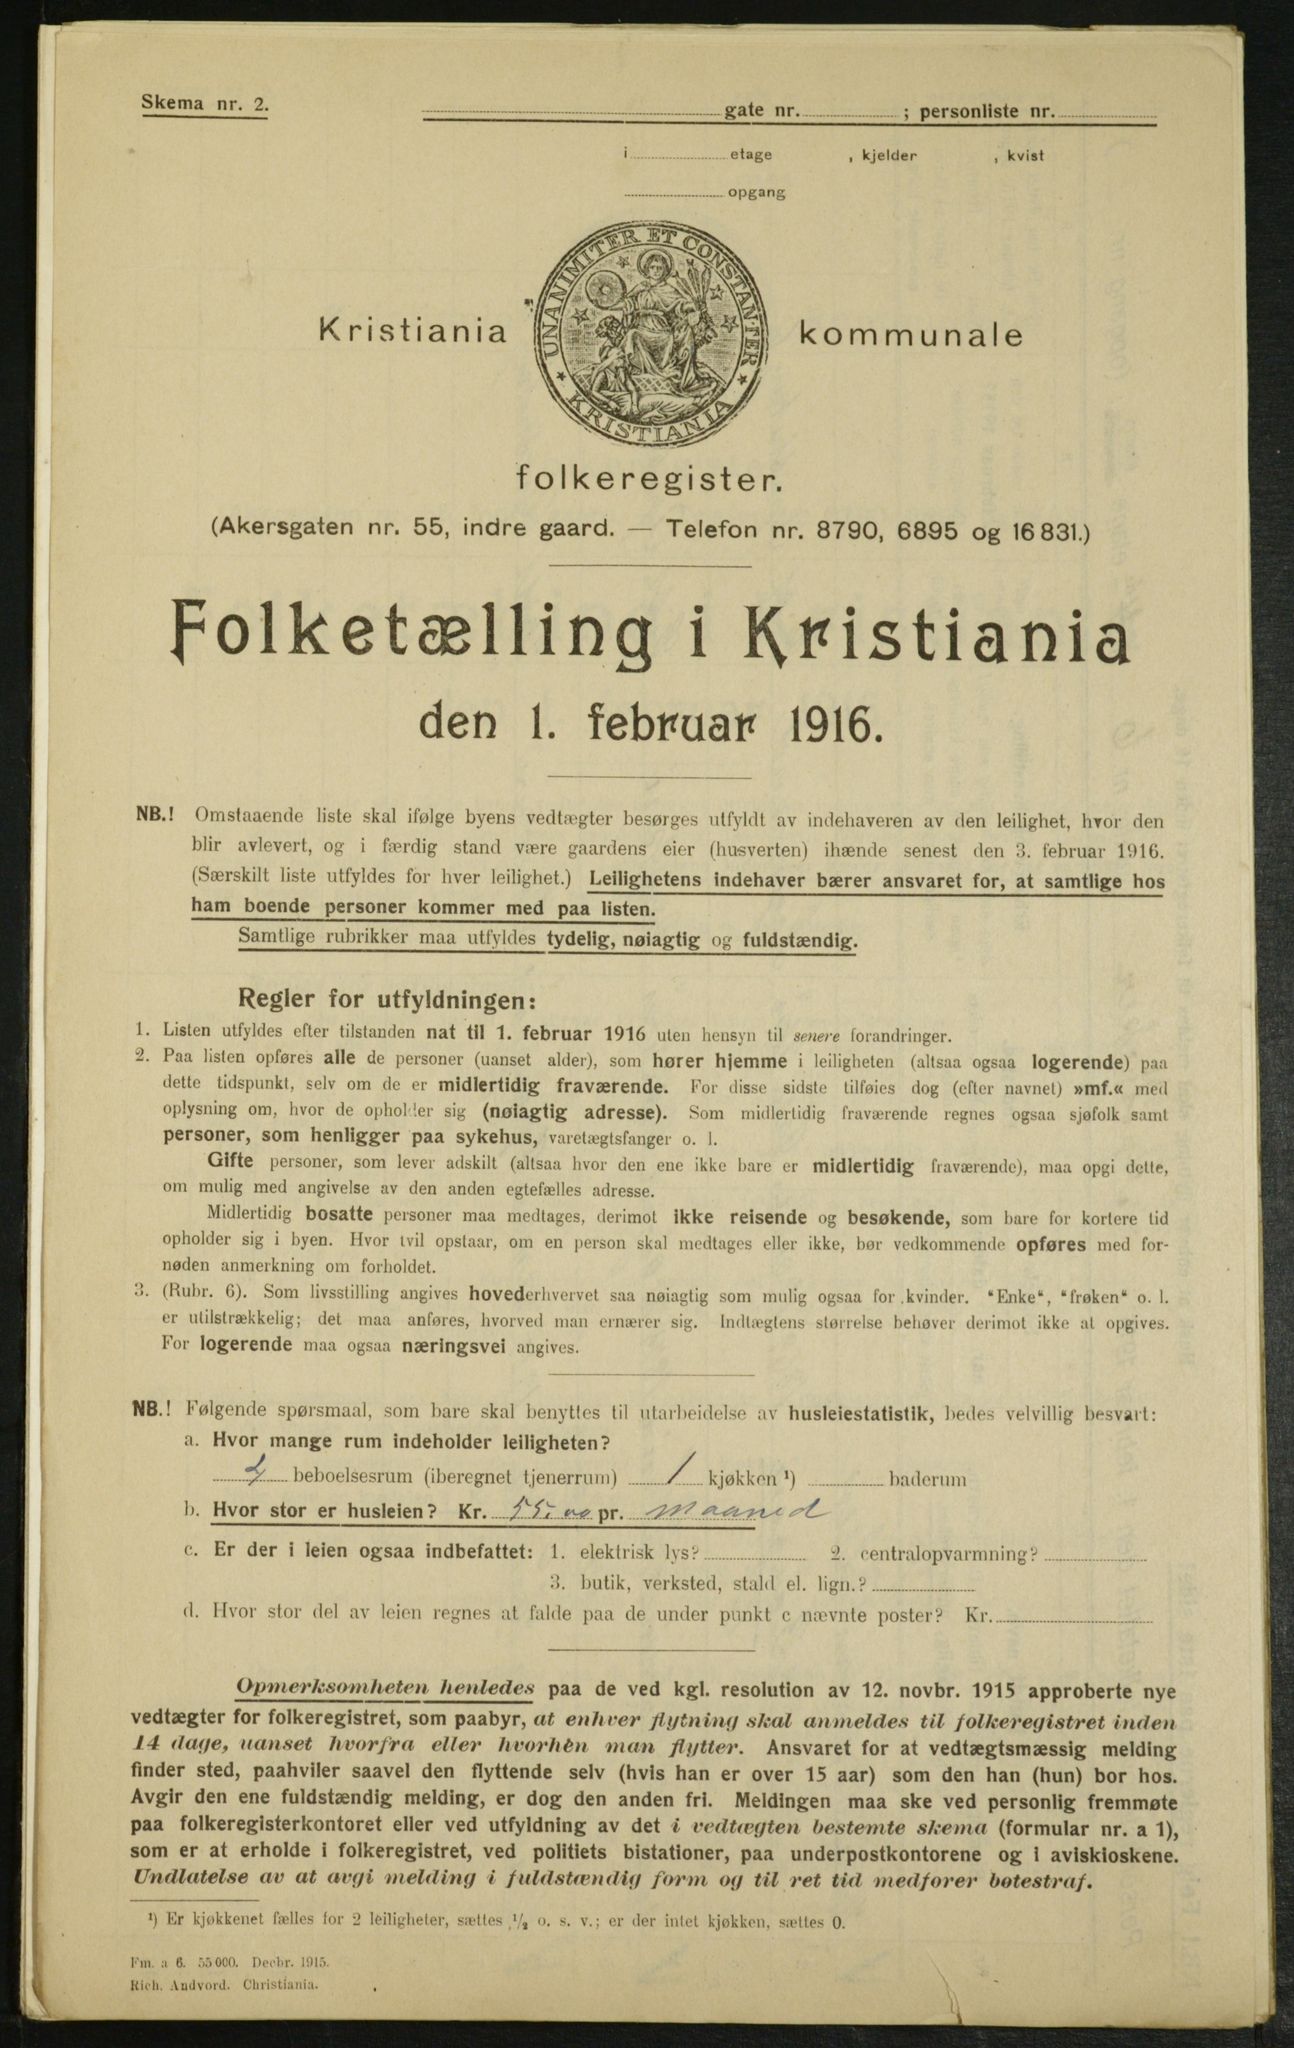 Skema nr. 2.
gate nr. ; personliste nr.
i etage , kjelder , kvist
opgang
UNANIMITER ET CONSTANTER
KRISTIANIA
Kristiania kommunale
folkeregister.
(Akersgaten nr. 55, indre gaard. — Telefon nr. 8790, 6895 og 16 831.)
Folketælling i Kristiania
den 1. februar 1916.
NB.! Omstaaende liste skal ifølge byens vedtægter besørges utfyldt av indehaveren av den leilighet, hvor den
blir avlevert, og i færdig stand være gaardens eier (husverten) ihænde senest den 3. februar 1916.
(Særskilt liste utfyldes for hver leilighet.) Leilighetens indehaver bærer ansvaret for, at samtlige hos
ham boende personer kommer med paa listen.
Samtlige rubrikker maa utfyldes tydelig, nøiagtig og fuldstændig.
Regler for utfyldningen:
1. Listen utfyldes efter tilstanden nat til 1. februar 1916 uten hensyn til senere forandringer.
2. Paa listen opføres alle de personer (uanset alder), som hører hjemme i leiligheten (altsaa ogsaa logerende) paa
dette tidspunkt, selv om de er midlertidig fraværende. For disse sidste tilføies dog (efter navnet) »mf.« med
oplysning om, hvor de opholder sig (nøiagtig adresse). Som midlertidig fraværende regnes ogsaa sjøfolk samt
personer, som henligger paa sykehus, varetægtsfanger o. l.
Gifte personer, som lever adskilt (altsaa hvor den ene ikke bare er midlertidig fraværende), maa opgi dette,
om mulig med angivelse av den anden egtefælles adresse.
Midlertidig bosatte personer maa medtages, derimot ikke reisende og besøkende, som bare for kortere tid
opholder sig i byen. Hvor tvil opstaar, om en person skal medtages eller ikke, bør vedkommende opføres med for-
nøden anmerkning om forholdet.
3. (Rubr. 6). Som livsstilling angives hovederhvervet saa nøiagtig som mulig ogsaa for kvinder. "Enke", "frøken" o. l.
er utilstrækkelig; det maa anføres, hvorved man ernærer sig. Indtægtens størrelse behøver derimot ikke at opgives.
For logerende maa ogsaa næringsvei angives.
NB.! Følgende spørsmaal, som bare skal benyttes til utarbeidelse av husleiestatistik, bedes velvillig besvart:
a. Hvor mange rum indeholder leiligheten?
4 beboelsesrum (iberegnet tjenerrum) 1 kjøkken ¹) baderum
b. Hvor stor er husleien? Kr. 55.00 pr. Maaned
c. Er der i leien ogsaa indbefattet: 1. elektrisk lys? 2. centralopvarmning?
3. butik, verksted, stald el. lign.?
d. Hvor stor del av leien regnes at falde paa de under punkt c nævnte poster? Kr.
Opmerksomheten henledes paa de ved kgl. resolution av 12. novbr. 1915 approberte nye
vedtægter for folkeregistret, som paabyr, at enhver flytning skal anmeldes til folkeregistret inden
14 dage, uanset hvorfra eller hvorhen man flytter. Ansvaret for at vedtægtsmæssig melding
finder sted, paahviler saavel den flyttende selv (hvis han er over 15 aar) som den han (hun) bor hos.
Avgir den ene fuldstændig melding, er dog den anden fri. Meldingen maa ske ved personlig fremmøte
paa folkeregisterkontoret eller ved utfyldning av det i vedtægten bestemte skema (formular nr. a 1),
som er at erholde i folkeregistret, ved politiets bistationer, paa underpostkontorene og i aviskioskene.
Undlatelse av at avgi melding i fuldstændig form og til ret tid medfører bøtestraf.
¹) Er kjøkkenet fælles for 2 leiligheter, sættes ½ o. s. v.; er der intet kjøkken, sættes 0.
Fm. a 6. 55 000. Decbr. 1915.
Rich. Andvord. Christiania.